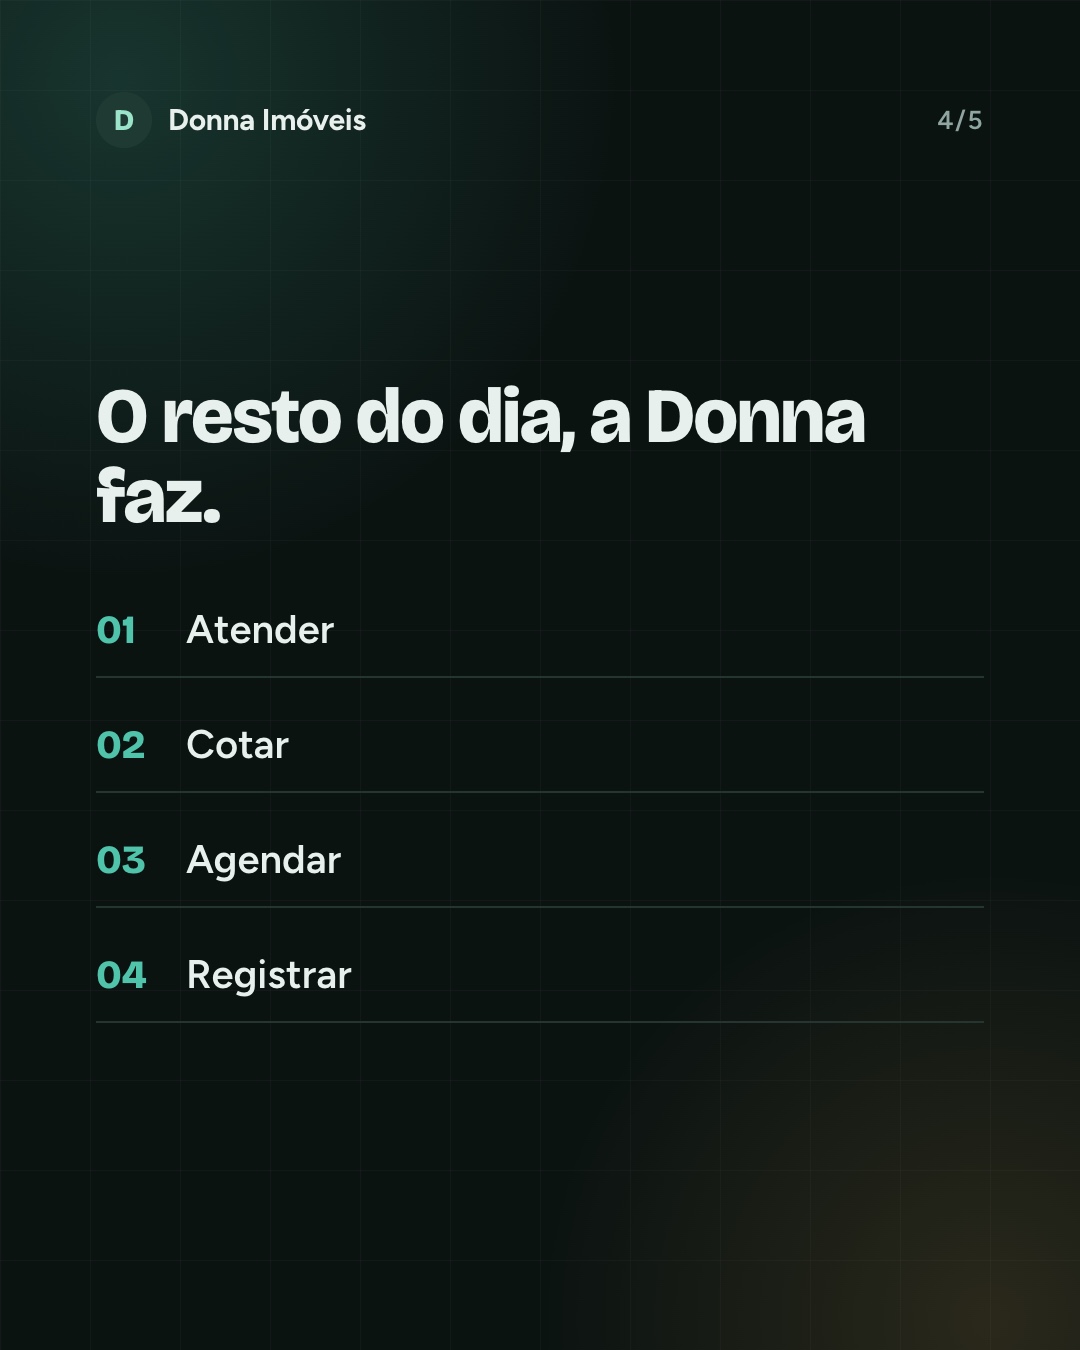 D
Donna Imóveis
4/5
O resto do dia, a Donna
faz.
01 Atender
02 Cotar
03 Agendar
04 Registrar